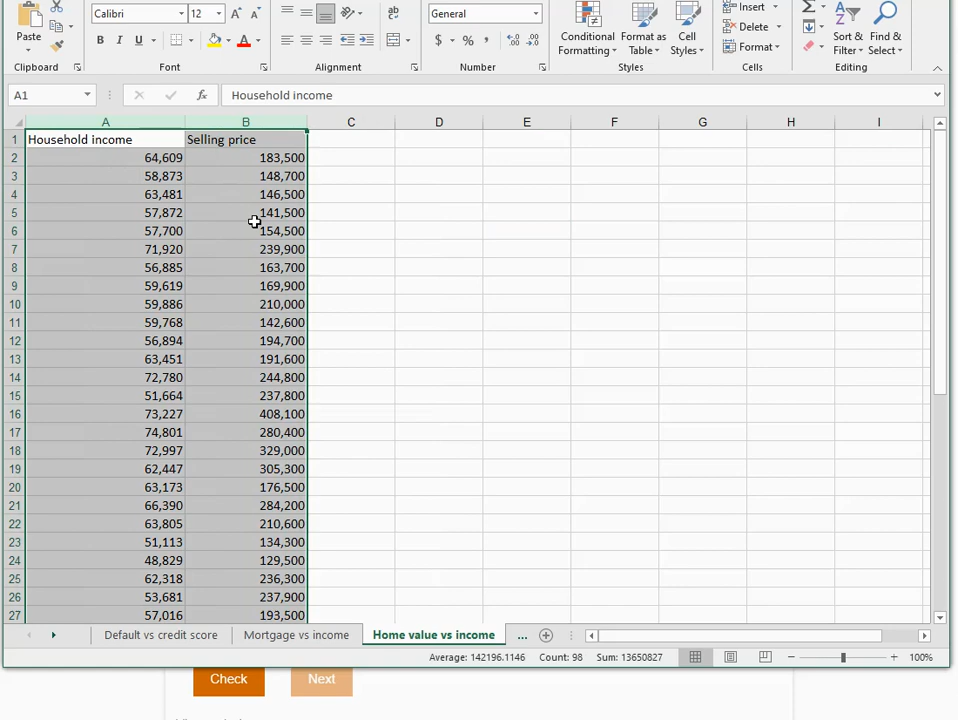 Calibri 12 A A ab General Insert
Paste B I U A $ % , .00 Conditional Format as Cell Delete Sort & Find &
Formatting Table Styles Format Filter Select
Clipboard Font Alignment Number Styles Cells Editing
A1 fx Household income
A B C D E F G H I
1 Household income Selling price
2 64,609 183,500
3 58,873 148,700
4 63,481 146,500
5 57,872 141,500
6 57,700 154,500
7 71,920 239,900
8 56,885 163,700
9 59,619 169,900
10 59,886 210,000
11 59,768 142,600
12 56,894 194,700
13 63,451 191,600
14 72,780 244,800
15 51,664 237,800
16 73,227 408,100
17 74,801 280,400
18 72,997 329,000
19 62,447 305,300
20 63,173 176,500
21 66,390 284,200
22 63,805 210,600
23 51,113 134,300
24 48,829 129,500
25 62,318 236,300
26 53,681 237,900
27 57,016 193,500
Default vs credit score Mortgage vs income Home value vs income ...
Average: 142196.1146 Count: 98 Sum: 13650827 100%
Check Next